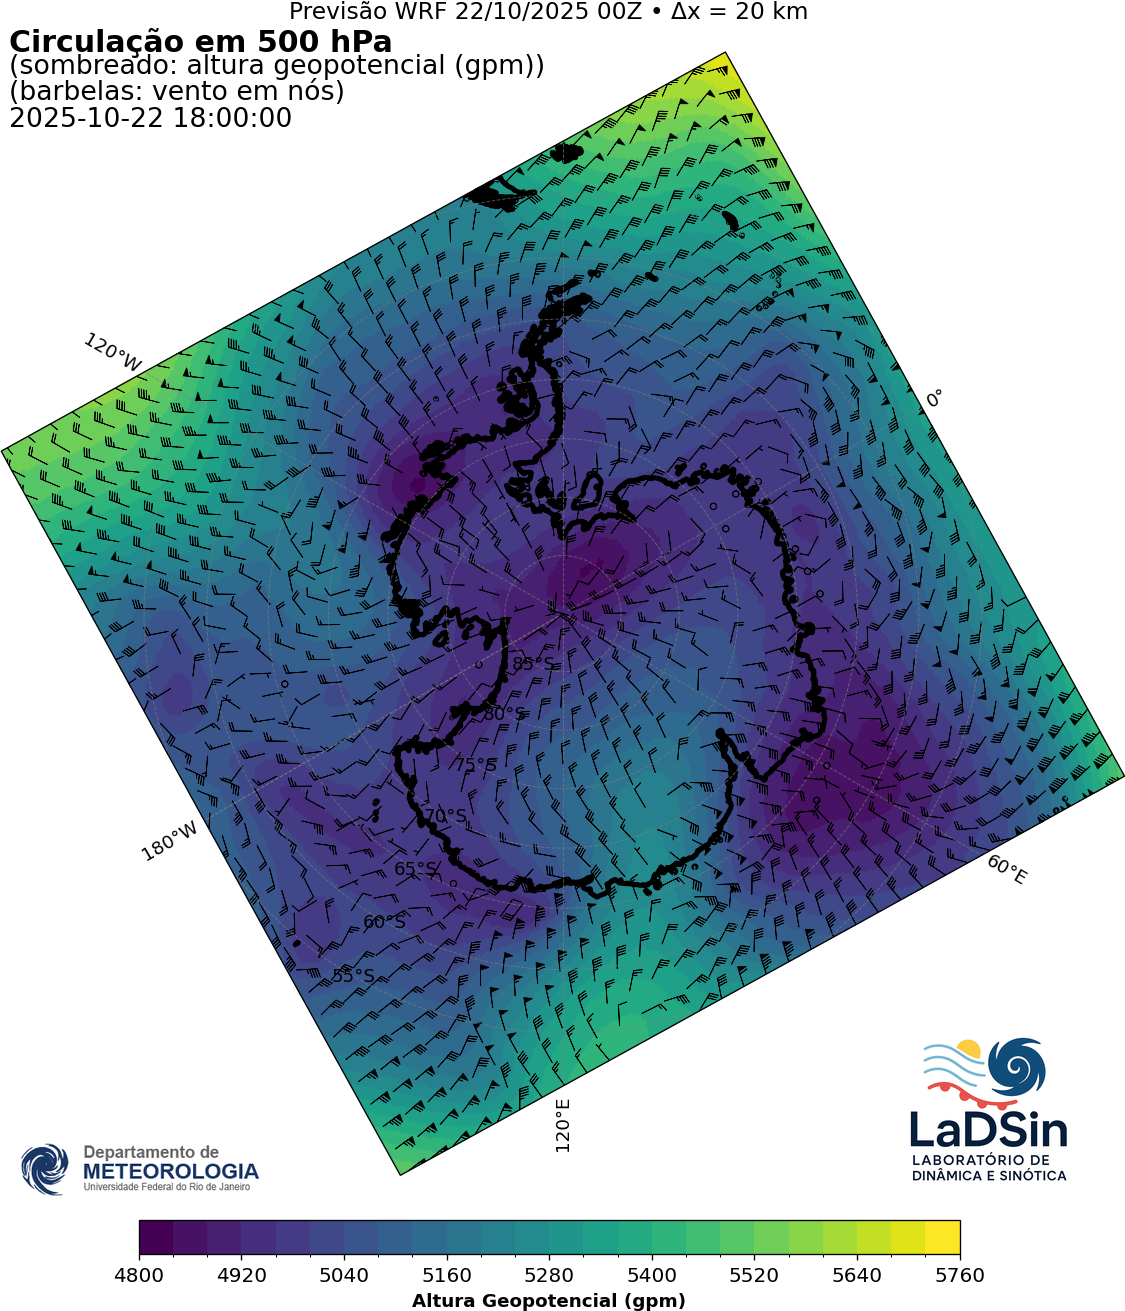 Previsão WRF 22/10/2025 00Z • Δx = 20 km
Circulação em 500 hPa
(sombreado: altura geopotencial (gpm))
(barbelas: vento em nós)
2025-10-22 18:00:00
120°W
0°
85°S
80°S
75°S
70°S
65°S
60°S
55°S
180°W
60°E
120°E
LaDSin
LABORATÓRIO DE
DINÂMICA E SINÓTICA
Departamento de
METEOROLOGIA
Universidade Federal do Rio de Janeiro
4800 4920 5040 5160 5280 5400 5520 5640 5760
Altura Geopotencial (gpm)